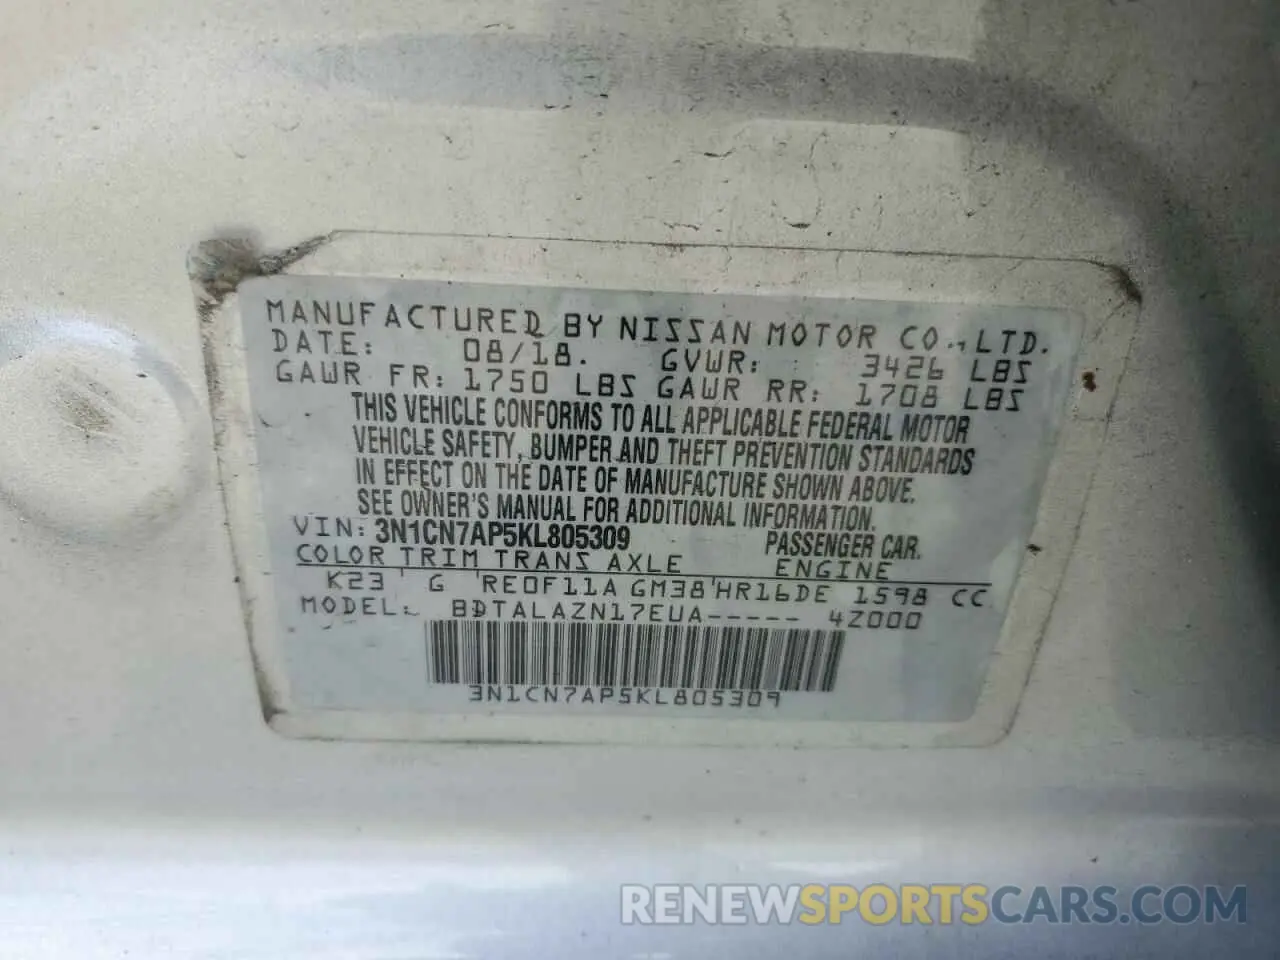 MANUFACTURED BY NISSAN MOTOR CO., LTD.
DATE: 08/18. GVWR: 3426 LBS
GAWR FR: 1750 LBS GAWR RR: 1708 LBS
THIS VEHICLE CONFORMS TO ALL APPLICABLE FEDERAL MOTOR
VEHICLE SAFETY, BUMPER AND THEFT PREVENTION STANDARDS
IN EFFECT ON THE DATE OF MANUFACTURE SHOWN ABOVE.
SEE OWNER'S MANUAL FOR ADDITIONAL INFORMATION.
VIN: 3N1CN7AP5KL805309 PASSENGER CAR.
COLOR TRIM TRANS AXLE ENGINE
K23 ' G 'RE0F11A GM38'HR16DE 1598 CC
MODEL: BDTALAZN17EUA----- 4Z000
3N1CN7AP5KL805309
RENEWSPORTSCARS.COM